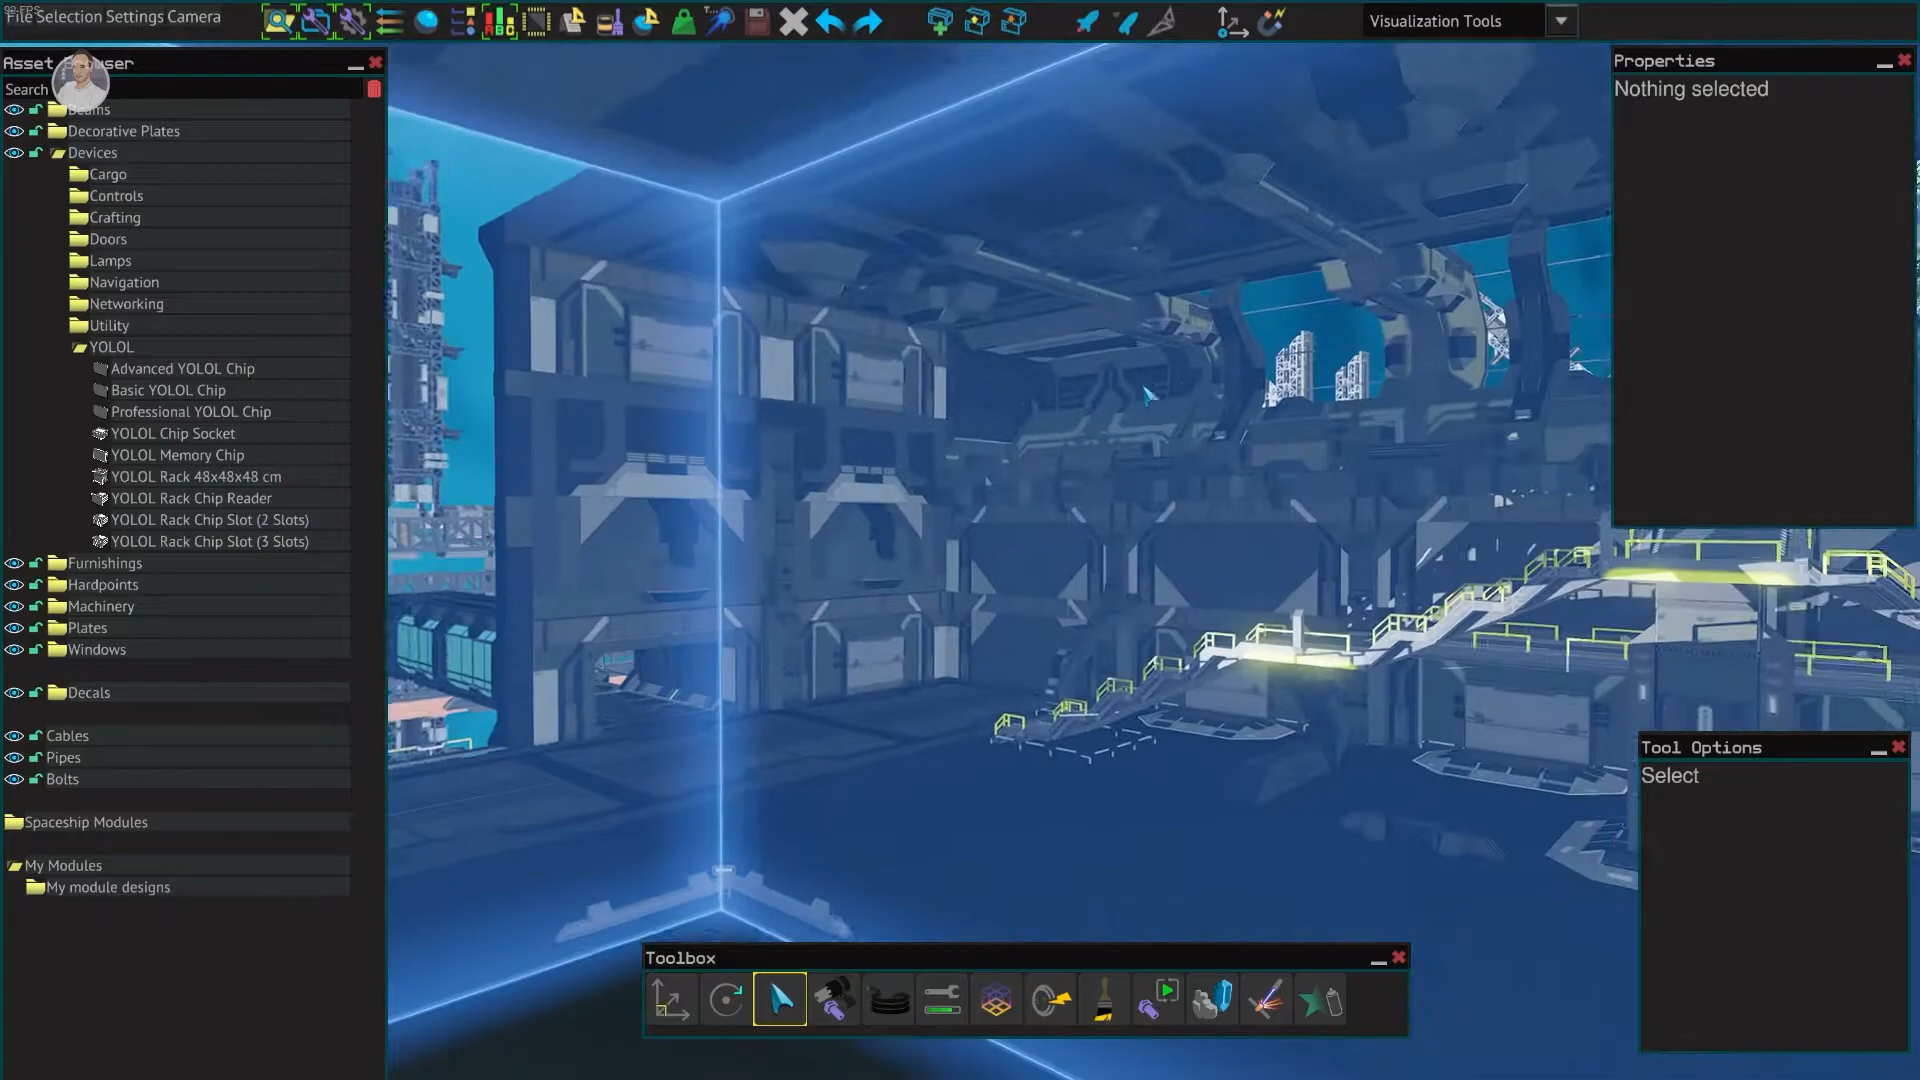 File Selection Settings Camera
Visualization Tools
Asset
Search
Beams
Decorative Plates
Devices
Cargo
Controls
Crafting
Doors
Lamps
Navigation
Networking
Utility
YOLOL
Advanced YOLOL Chip
Basic YOLOL Chip
Professional YOLOL Chip
YOLOL Chip Socket
YOLOL Memory Chip
YOLOL Rack 48x48x48 cm
YOLOL Rack Chip Reader
YOLOL Rack Chip Slot (2 Slots)
YOLOL Rack Chip Slot (3 Slots)
Furnishings
Hardpoints
Machinery
Plates
Windows
Decals
Cables
Pipes
Bolts
Spaceship Modules
My Modules
My module designs
Properties
Nothing selected
Tool Options
Select
Toolbox
ABC